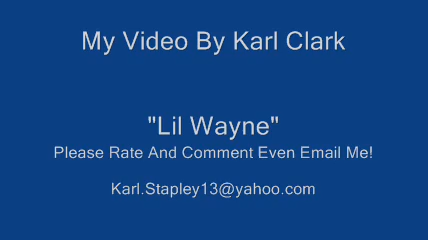 My Video By Karl Clark
"Lil Wayne"
Please Rate And Comment Even Email Me!
Karl.Stapley13@yahoo.com